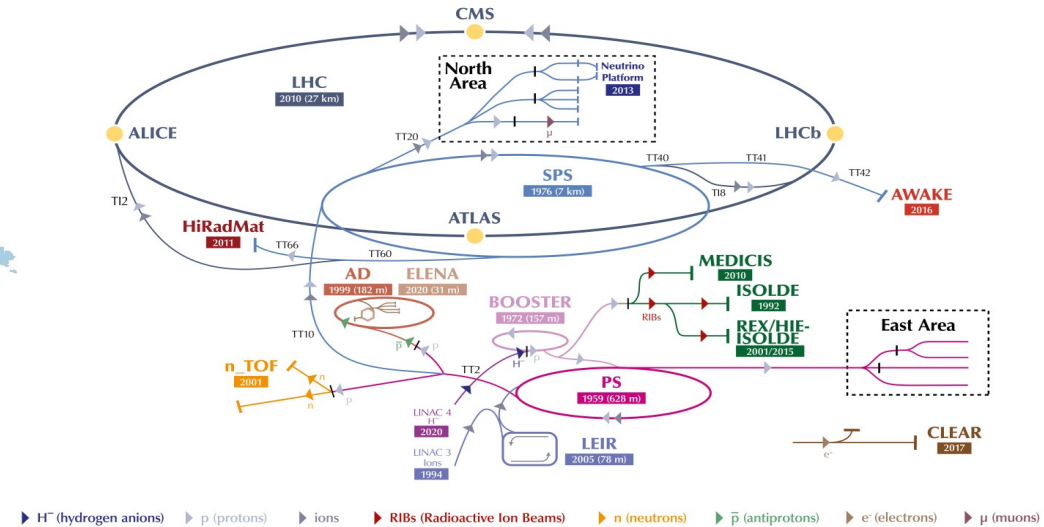 CMS
LHC
2010 (27 km)
North
Area
Neutrino
Platform
2013
μ
ALICE
LHCb
TT20
TT40
TT41
TT42
TI8
TI2
SPS
1976 (7 km)
AWAKE
2016
ATLAS
HiRadMat
2011
TT66
TT60
AD
1999 (182 m)
ELENA
2020 (31 m)
MEDICIS
2010
BOOSTER
1972 (157 m)
ISOLDE
1992
RIBs
REX/HIE-
ISOLDE
2001/2015
East Area
TT10
p̄
p
H⁻
p
n_TOF
2001
n
n
p
TT2
PS
1959 (628 m)
LINAC 4
H⁻
2020
LINAC 3
Ions
1994
LEIR
2005 (78 m)
CLEAR
2017
e⁻
H⁻ (hydrogen anions)
p (protons)
ions
RIBs (Radioactive Ion Beams)
n (neutrons)
p̄ (antiprotons)
e⁻ (electrons)
μ (muons)